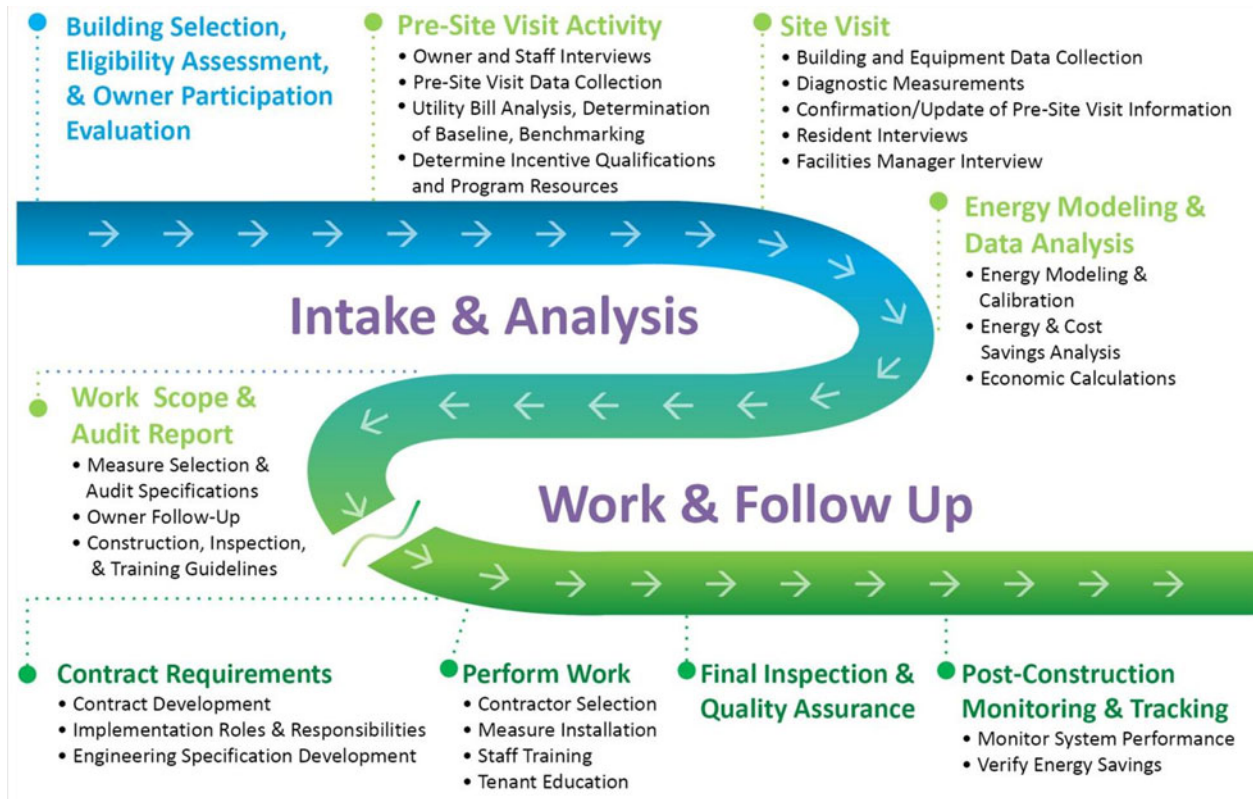 Building Selection,
Eligibility Assessment,
& Owner Participation
Evaluation
Pre-Site Visit Activity
• Owner and Staff Interviews
• Pre-Site Visit Data Collection
• Utility Bill Analysis, Determination
of Baseline, Benchmarking
• Determine Incentive Qualifications
and Program Resources
Site Visit
• Building and Equipment Data Collection
• Diagnostic Measurements
• Confirmation/Update of Pre-Site Visit Information
• Resident Interviews
• Facilities Manager Interview
Energy Modeling &
Data Analysis
• Energy Modeling &
Calibration
• Energy & Cost
Savings Analysis
• Economic Calculations
Intake & Analysis
Work Scope &
Audit Report
• Measure Selection &
Audit Specifications
• Owner Follow-Up
• Construction, Inspection,
& Training Guidelines
Work & Follow Up
Contract Requirements
• Contract Development
• Implementation Roles & Responsibilities
• Engineering Specification Development
Perform Work
• Contractor Selection
• Measure Installation
• Staff Training
• Tenant Education
Final Inspection &
Quality Assurance
Post-Construction
Monitoring & Tracking
• Monitor System Performance
• Verify Energy Savings